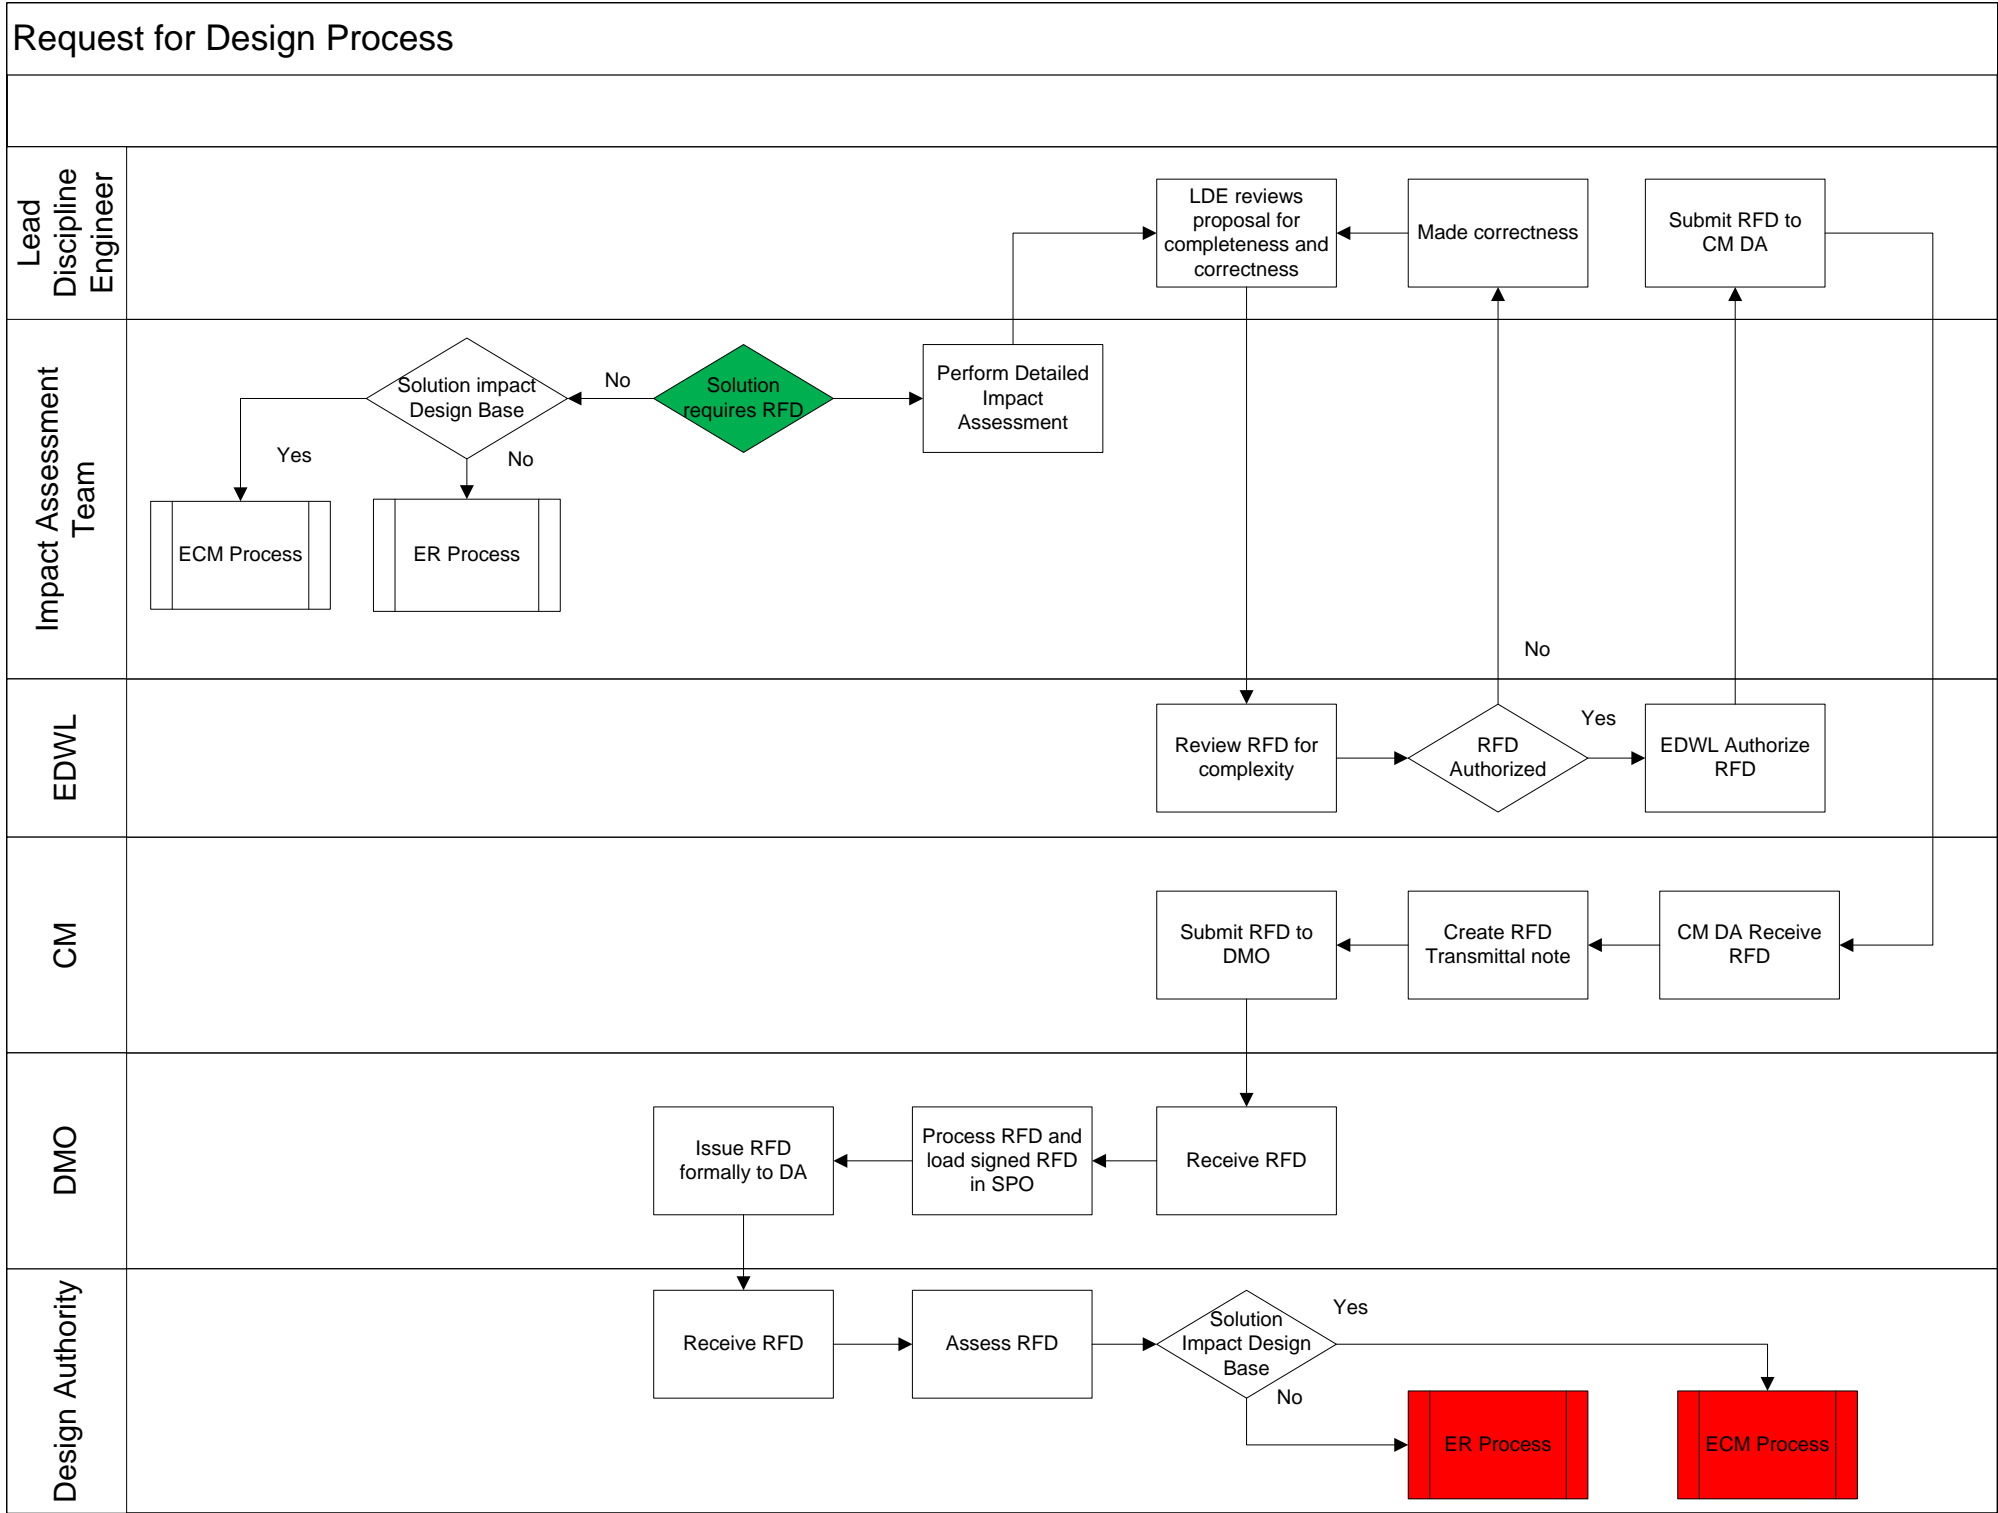 Request for Design Process
Lead
Discipline
Engineer
LDE reviews
proposal for
completeness and
correctness
Made correctness
Submit RFD to
CM DA
Impact Assessment
Team
Solution impact
Design Base
No
Solution
requires RFD
Perform Detailed
Impact
Assessment
Yes
No
ECM Process
ER Process
No
EDWL
Review RFD for
complexity
RFD
Authorized
Yes
EDWL Authorize
RFD
CM
Submit RFD to
DMO
Create RFD
Transmittal note
CM DA Receive
RFD
DMO
Issue RFD
formally to DA
Process RFD and
load signed RFD
in SPO
Receive RFD
Design Authority
Receive RFD
Assess RFD
Solution
Impact Design
Base
Yes
No
ER Process
ECM Process